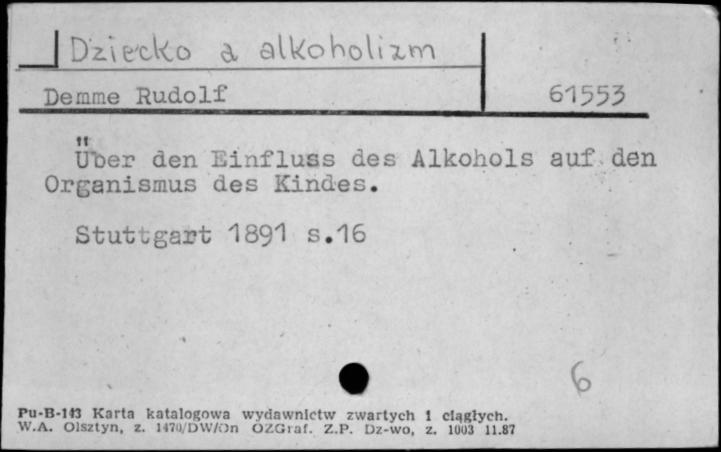 Dziecko a alkoholizm
Demme Rudolf 61553
Über den Einfluss des Alkohols auf den
Organismus des Kindes.
Stuttgart 1891 s.16
6
Pu-B-143 Karta katalogowa wydawnictw zwartych i ciągłych.
W.A. Olsztyn, z. 1470/DW/On OZGraf. Z.P. Dz-wo, z. 1003 11.87